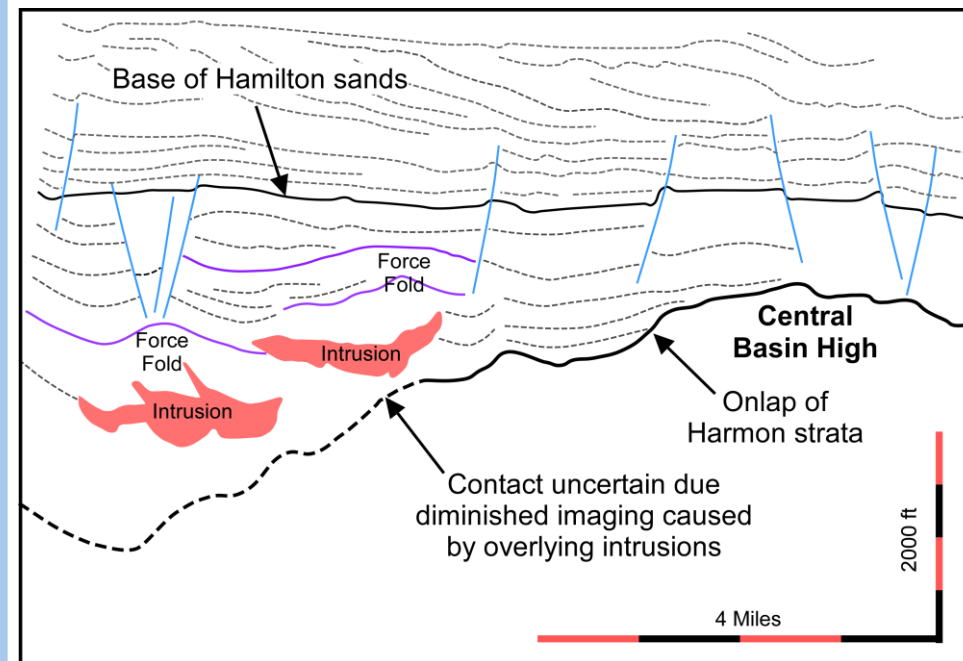 Base of Hamilton sands
Force
Fold
Force
Fold
Intrusion
Intrusion
Central
Basin High
Onlap of
Harmon strata
Contact uncertain due
diminished imaging caused
by overlying intrusions
2000 ft
4 Miles